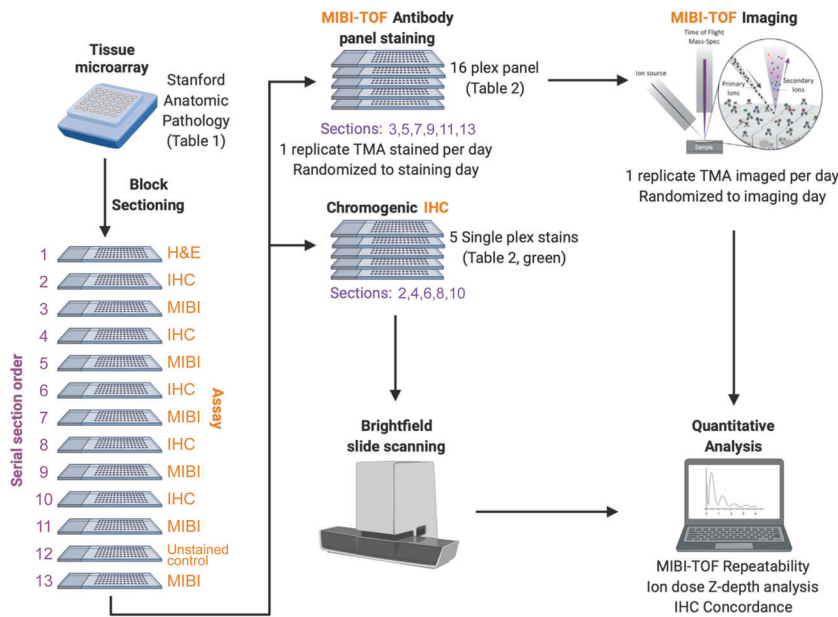 Tissue
microarray
Stanford
Anatomic
Pathology
(Table 1)
Block
Sectioning
Serial section order
1 H&E
2 IHC
3 MIBI
4 IHC
5 MIBI
6 IHC
7 MIBI
8 IHC
9 MIBI
10 IHC
11 MIBI
12 Unstained
control
13 MIBI
Assay
MIBI-TOF Antibody
panel staining
16 plex panel
(Table 2)
Sections: 3,5,7,9,11,13
1 replicate TMA stained per day
Randomized to staining day
Chromogenic IHC
5 Single plex stains
(Table 2, green)
Sections: 2,4,6,8,10
Brightfield
slide scanning
MIBI-TOF Imaging
Time of Flight
Mass-Spec
Ion source
Primary
Ions
Secondary
Ions
Sample
1 replicate TMA imaged per day
Randomized to imaging day
Quantitative
Analysis
0 1 2 3 4
MIBI-TOF Repeatability
Ion dose Z-depth analysis
IHC Concordance